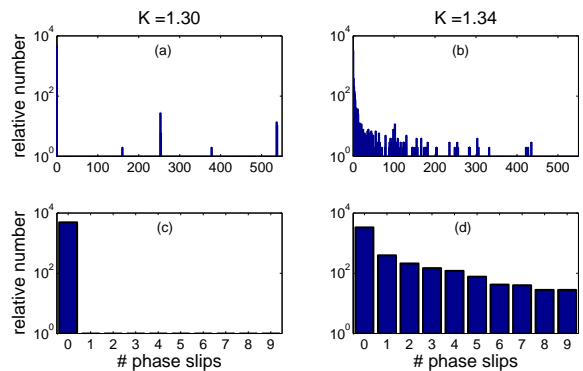 K =1.30
K =1.34
relative number
10^4
10^2
10^0
(a)
0 100 200 300 400 500
10^4
10^2
10^0
(b)
0 100 200 300 400 500
relative number
10^4
10^2
10^0
(c)
0 1 2 3 4 5 6 7 8 9
# phase slips
10^4
10^2
10^0
(d)
0 1 2 3 4 5 6 7 8 9
# phase slips